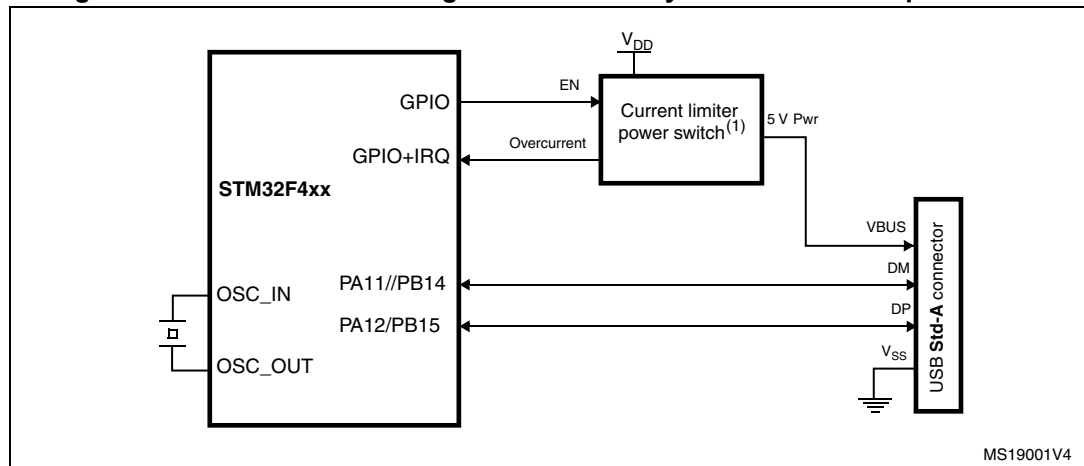 V_DD
GPIO
EN
Current limiter
power switch(1)
5 V Pwr
GPIO+IRQ
Overcurrent
STM32F4xx
VBUS
DM
PA11//PB14
OSC_IN
DP
PA12/PB15
V_SS
OSC_OUT
USB Std-A connector
MS19001V4